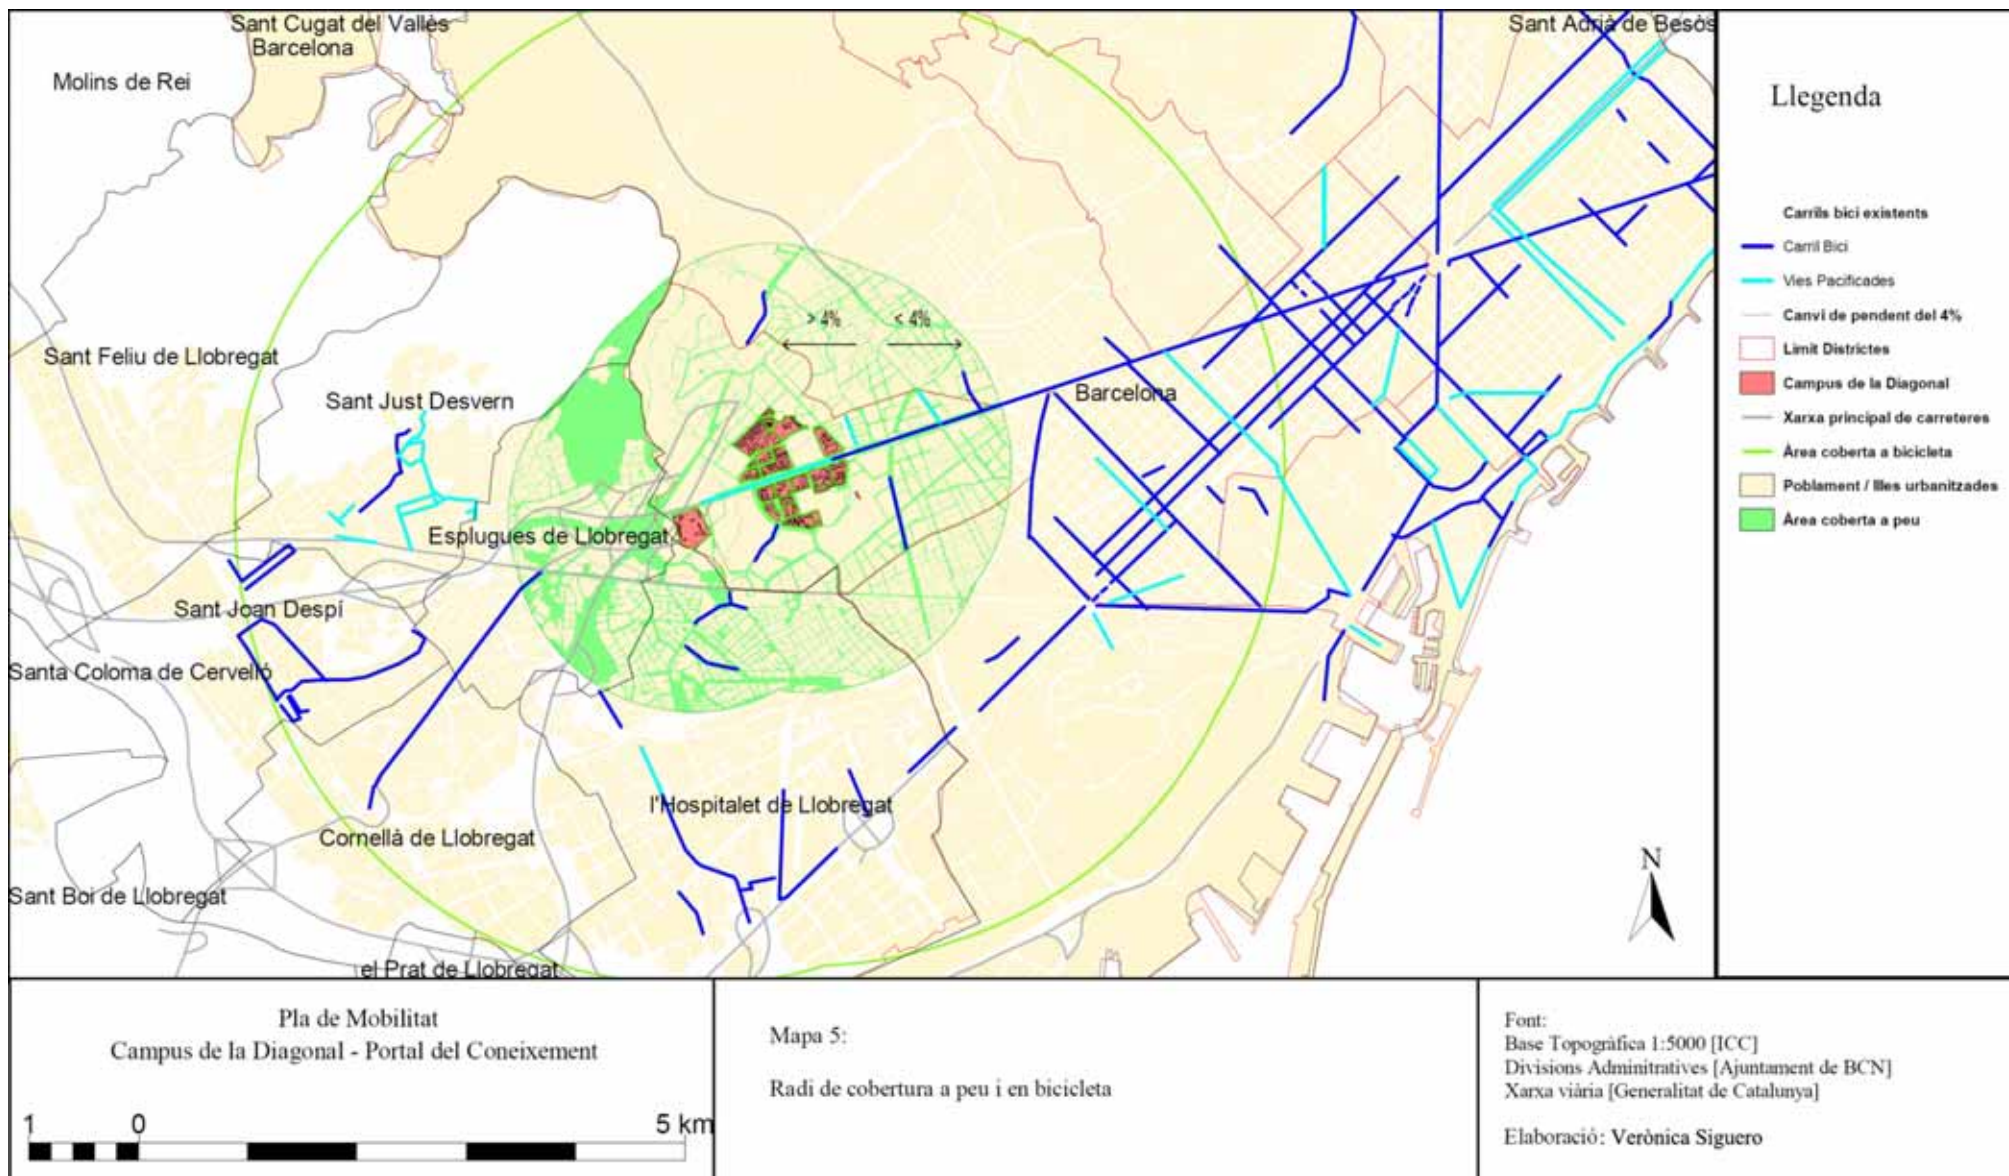 Sant Cugat del Vallès
Barcelona
Molins de Rei
Sant Adrià de Besòs
> 4%
< 4%
Sant Feliu de Llobregat
Sant Just Desvern
Barcelona
Esplugues de Llobregat
Sant Joan Despí
Santa Coloma de Cervelló
l'Hospitalet de Llobregat
Cornellà de Llobregat
Sant Boi de Llobregat
el Prat de Llobregat
N
Llegenda
Carrils bici existents
Carril Bici
Vies Pacificades
Canvi de pendent del 4%
Limit Districtes
Campus de la Diagonal
Xarxa principal de carreteres
Àrea coberta a bicicleta
Poblament / Illes urbanitzades
Àrea coberta a peu
Pla de Mobilitat
Campus de la Diagonal - Portal del Coneixement
1 0 5 km
Mapa 5:
Radi de cobertura a peu i en bicicleta
Font:
Base Topogràfica 1:5000 [ICC]
Divisions Adminitratives [Ajuntament de BCN]
Xarxa viària [Generalitat de Catalunya]
Elaboració: Verònica Siguero